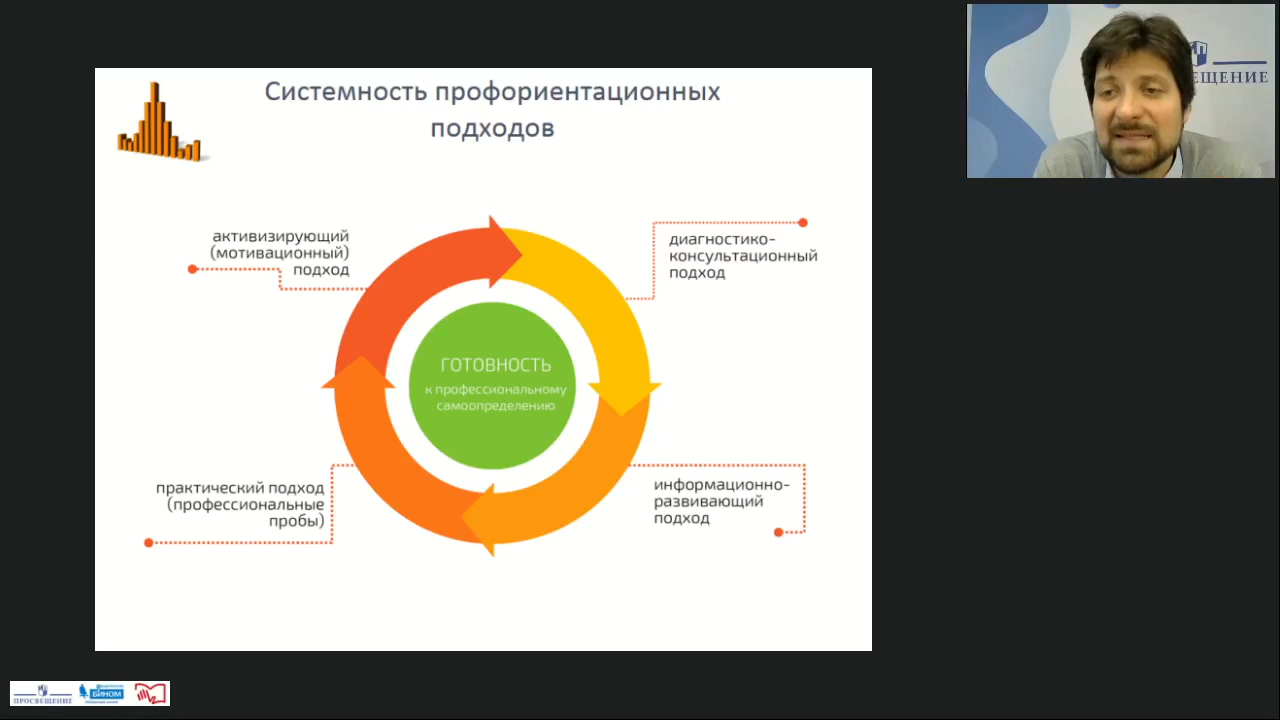 Системность профориентационных
подходов
активизирующий
(мотивационный)
подход
диагностико-
консультационный
подход
ГОТОВНОСТЬ
к профессиональному
самоопределению
практический подход
(профессиональные
пробы)
информационно-
развивающий
подход
ЕЩЕНИЕ
ПРОСВЕЩЕНИЕ
БИНОМ